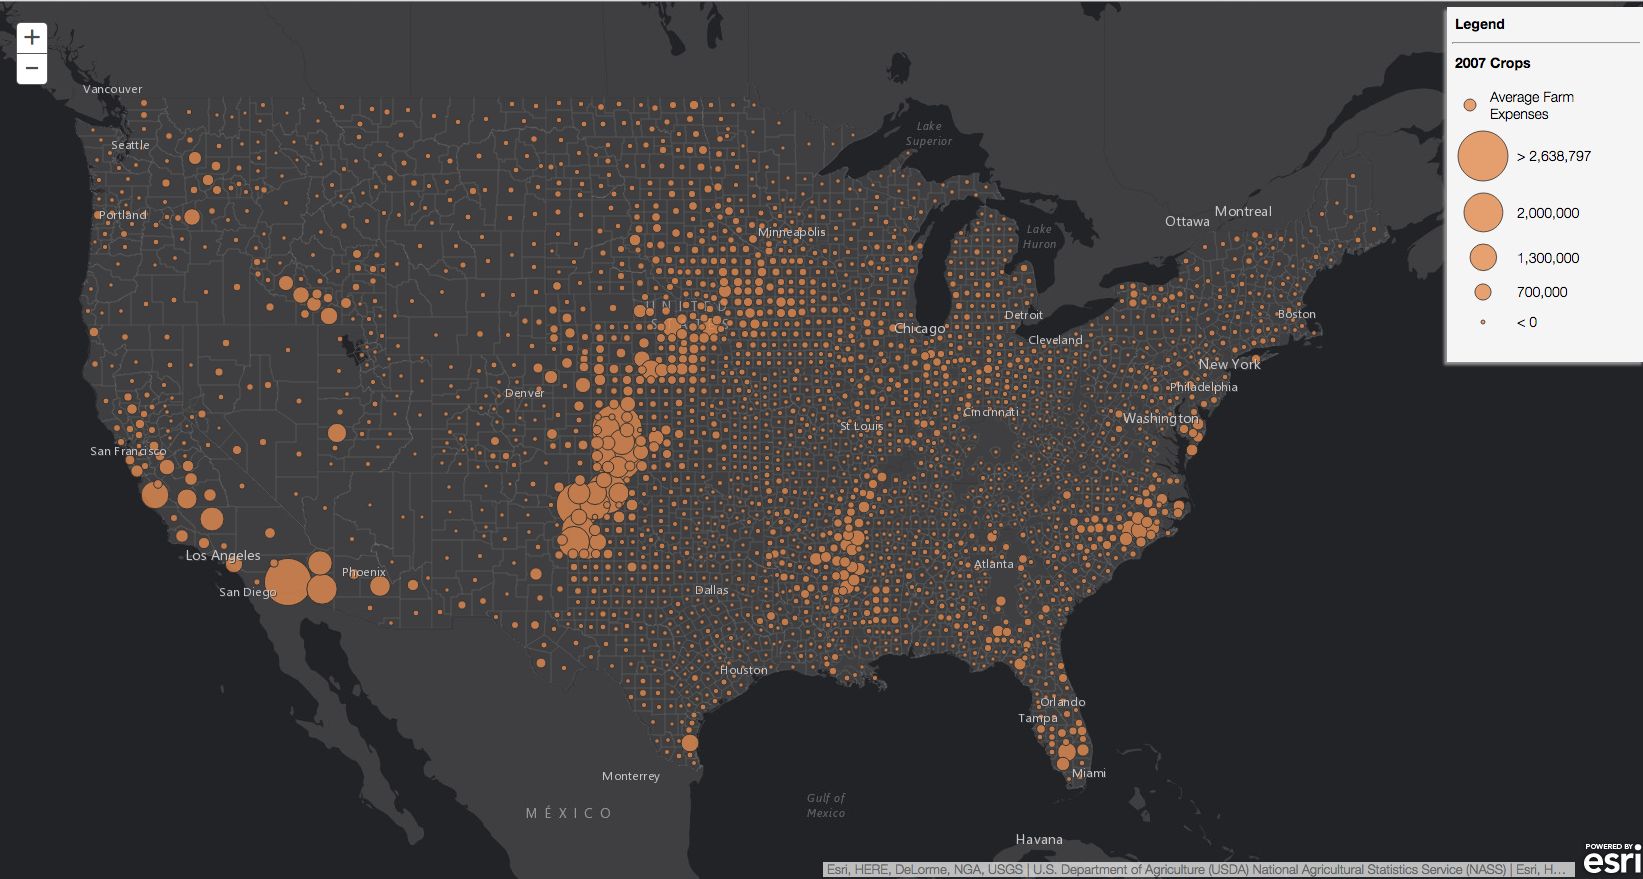 +
−
Legend
2007 Crops
Average Farm
Expenses
> 2,638,797
2,000,000
1,300,000
700,000
< 0
Vancouver
Seattle
Portland
Lake
Superior
Minneapolis
Lake
Huron
Ottawa
Montreal
UNITED
Chicago
Detroit
Cleveland
Boston
New York
Philadelphia
Denver
Cincinnati
Washington
St Louis
San Francisco
Los Angeles
San Diego
Phoenix
Dallas
Atlanta
Houston
Orlando
Tampa
Miami
Monterrey
MÉXICO
Gulf of
Mexico
Havana
POWERED BY
esri
Esri, HERE, DeLorme, NGA, USGS | U.S. Department of Agriculture (USDA) National Agricultural Statistics Service (NASS) | Esri, H...